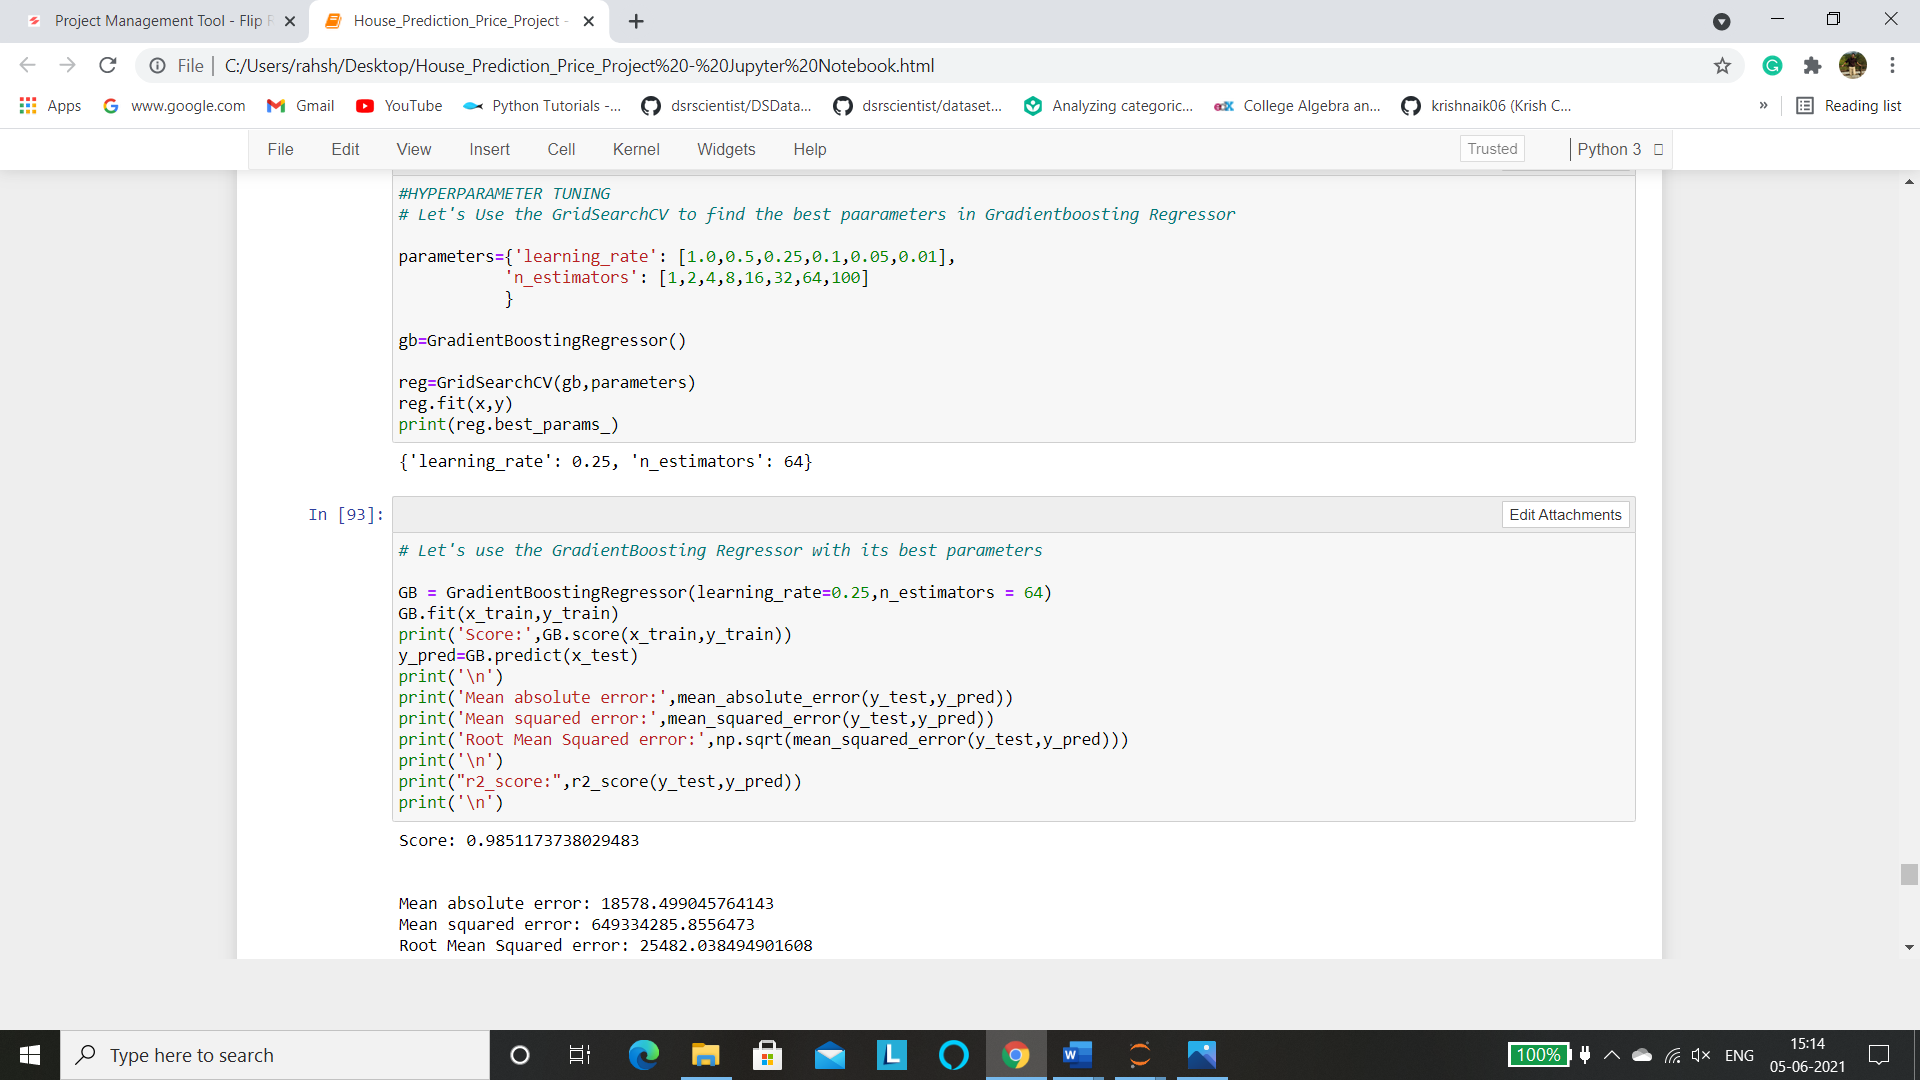 Project Management Tool - Flip R
House_Prediction_Price_Project -
File
C:/Users/rahsh/Desktop/House_Prediction_Price_Project%20-%20Jupyter%20Notebook.html
Apps
www.google.com
Gmail
YouTube
Python Tutorials -...
dsrscientist/DSData...
dsrscientist/dataset...
Analyzing categoric...
edX
College Algebra an...
krishnaik06 (Krish C...
»
Reading list
File Edit View Insert Cell Kernel Widgets Help
Trusted
Python 3
#HYPERPARAMETER TUNING
# Let's Use the GridSearchCV to find the best paarameters in Gradientboosting Regressor
parameters={'learning_rate': [1.0,0.5,0.25,0.1,0.05,0.01],
'n_estimators': [1,2,4,8,16,32,64,100]
}
gb=GradientBoostingRegressor()
reg=GridSearchCV(gb,parameters)
reg.fit(x,y)
print(reg.best_params_)
{'learning_rate': 0.25, 'n_estimators': 64}
In [93]:
Edit Attachments
# Let's use the GradientBoosting Regressor with its best parameters
GB = GradientBoostingRegressor(learning_rate=0.25,n_estimators = 64)
GB.fit(x_train,y_train)
print('Score:',GB.score(x_train,y_train))
y_pred=GB.predict(x_test)
print('\n')
print('Mean absolute error:',mean_absolute_error(y_test,y_pred))
print('Mean squared error:',mean_squared_error(y_test,y_pred))
print('Root Mean Squared error:',np.sqrt(mean_squared_error(y_test,y_pred)))
print('\n')
print("r2_score:",r2_score(y_test,y_pred))
print('\n')
Score: 0.9851173738029483
Mean absolute error: 18578.499045764143
Mean squared error: 649334285.8556473
Root Mean Squared error: 25482.038494901608
Type here to search
L
W
100%
ENG
15:14
05-06-2021